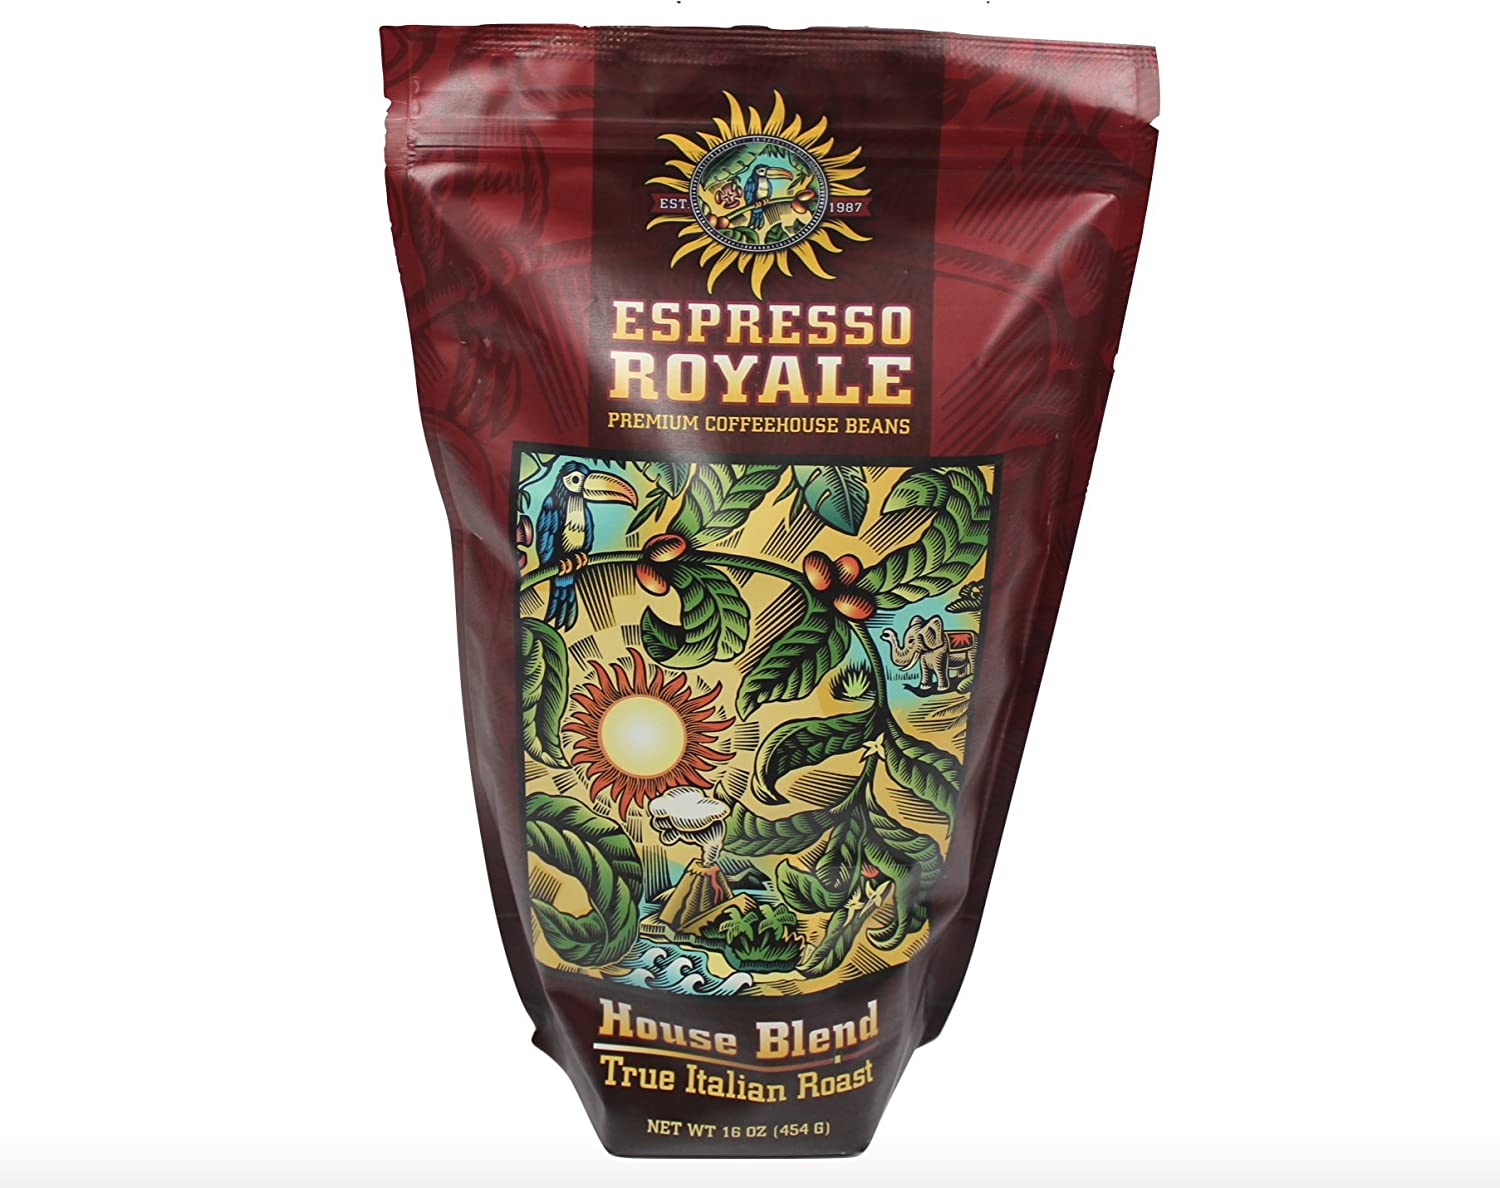 EST. 1987
ESPRESSO
ROYALE
PREMIUM COFFEEHOUSE BEANS
House Blend
True Italian Roast
NET WT 16 OZ (454 G)